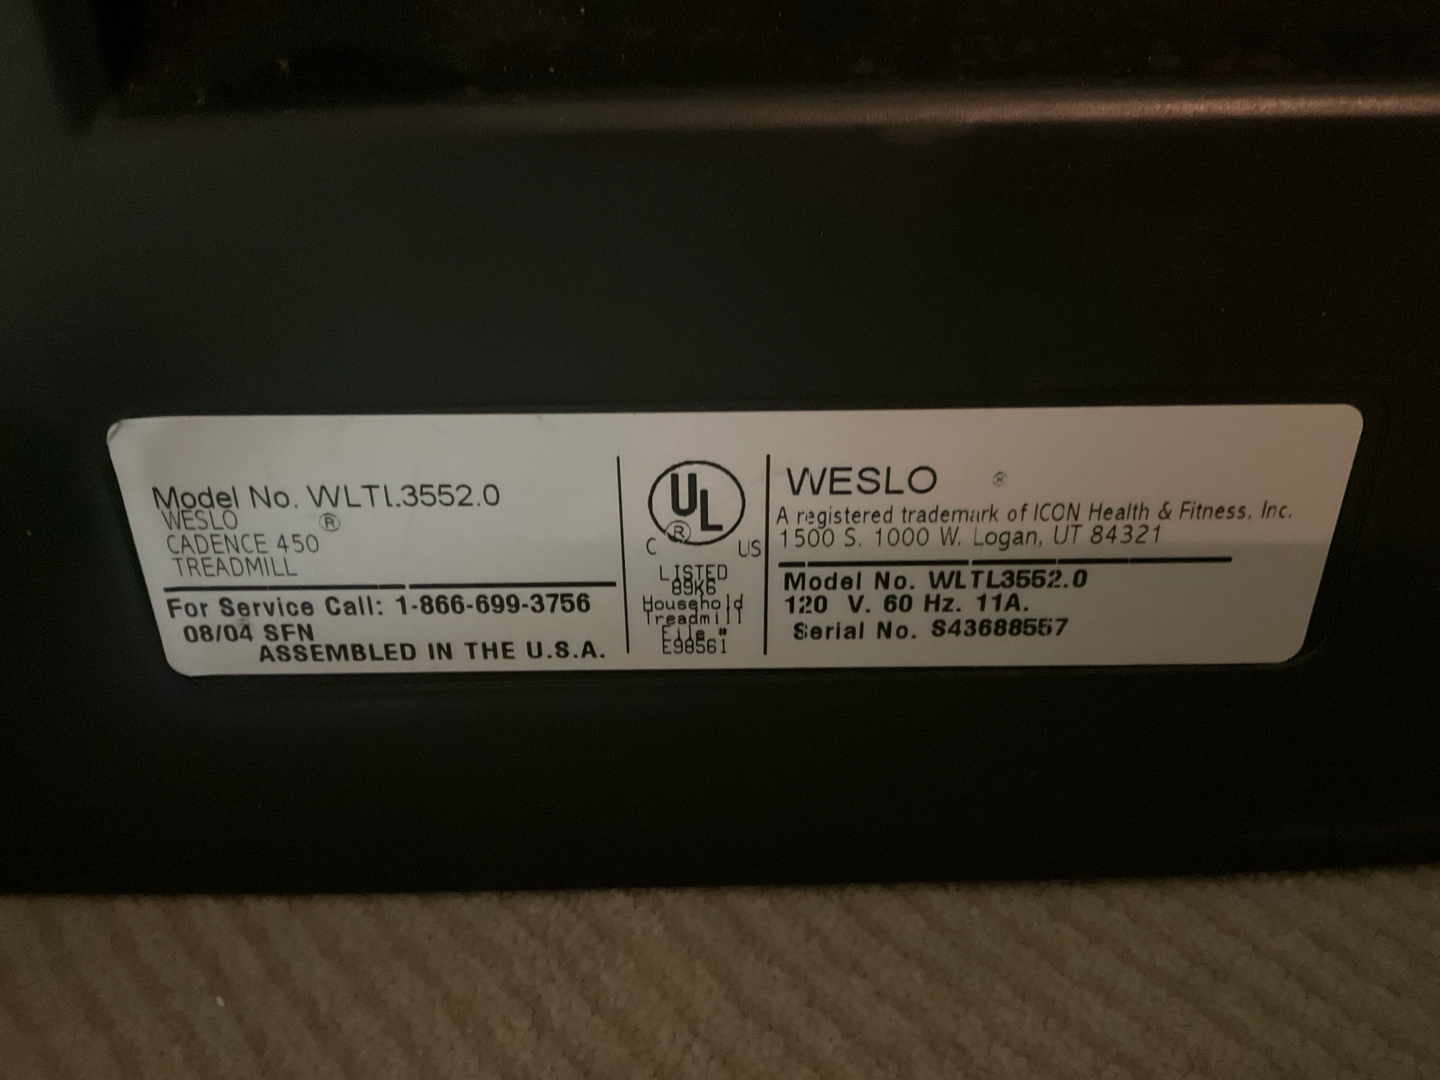 Model No. WLTL3552.0
WESLO ®
CADENCE 450
TREADMILL
For Service Call: 1-866-699-3756
08/04 SFN
ASSEMBLED IN THE U.S.A.
UL ®
C US
LISTED
89K6
Household
Treadmill
File #
E98561
WESLO ®
A registered trademark of ICON Health & Fitness, Inc.
1500 S. 1000 W. Logan, UT 84321
Model No. WLTL3552.0
120 V. 60 Hz. 11A.
Serial No. S43688557